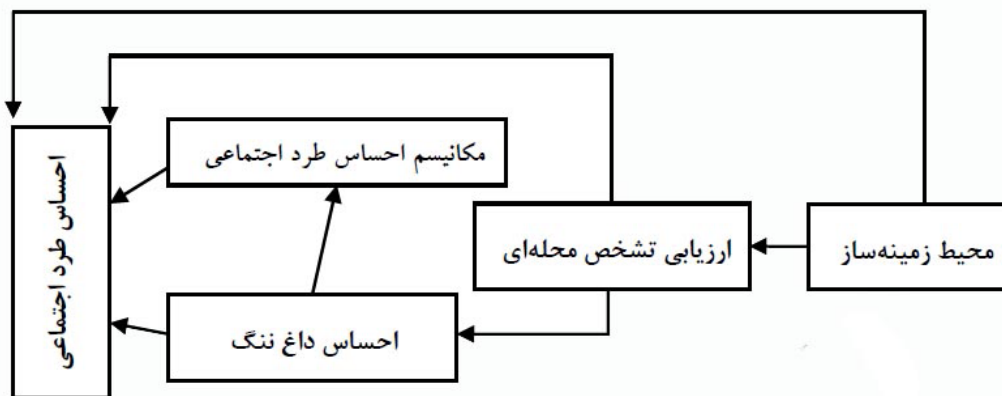 محیط زمینه‌ساز
ارزیابی تشخص محله‌ای
مکانیسم احساس طرد اجتماعی
احساس داغ ننگ
احساس طرد اجتماعی